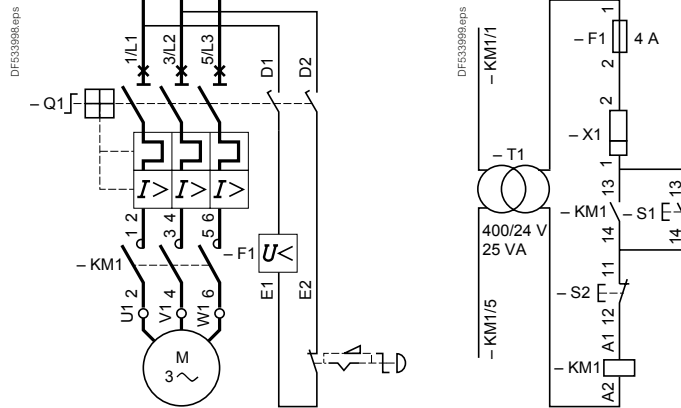 DF533998.eps
1/L1
3/L2
5/L3
D1
D2
– Q1
I>
I>
I>
2
4
6
1
3
5
– KM1
– F1
U<
2
4
6
E1
E2
U1
V1
W1
M
3
DF533999.eps
– KM1/1
– T1
400/24 V
25 VA
– KM1/5
1
– F1
4 A
2
2
– X1
1
13
13
– KM1
– S1
14
14
11
– S2
12
A1
– KM1
A2